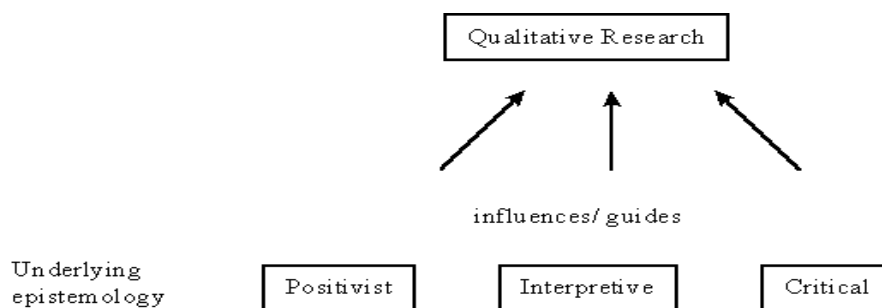 Qualitative Research
influences/guides
Underlying
epistemology
Positivist
Interpretive
Critical